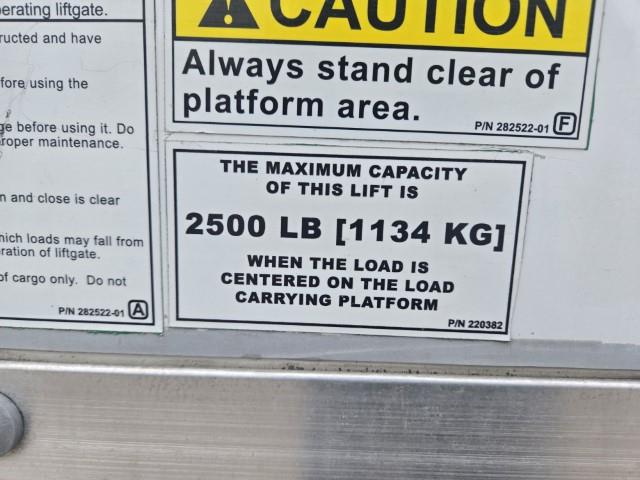 erating liftgate.
ructed and have
fore using the
ge before using it. Do
roper maintenance.
n and close is clear
hich loads may fall from
ration of liftgate.
of cargo only. Do not
P/N 282522-01 A
CAUTION
Always stand clear of
platform area.
P/N 282522-01 F
THE MAXIMUM CAPACITY
OF THIS LIFT IS
2500 LB [1134 KG]
WHEN THE LOAD IS
CENTERED ON THE LOAD
CARRYING PLATFORM
P/N 220382